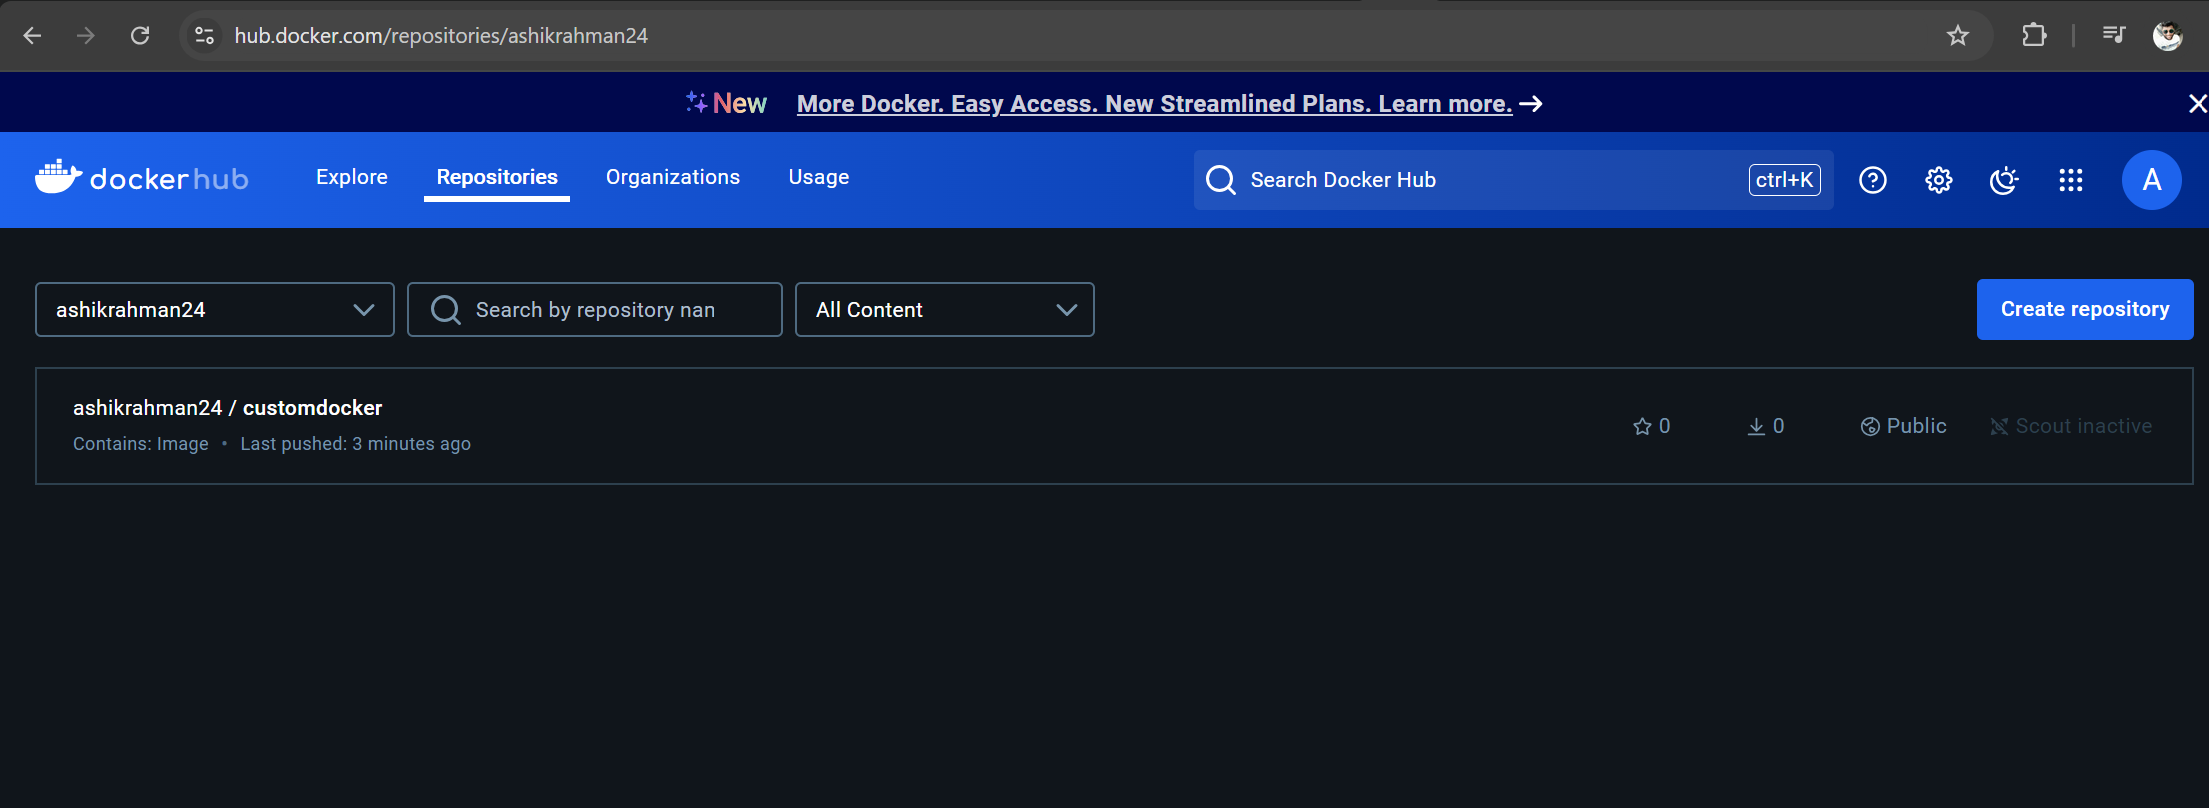 hub.docker.com/repositories/ashikrahman24
New More Docker. Easy Access. New Streamlined Plans. Learn more.
dockerhub Explore Repositories Organizations Usage Search Docker Hub ctrl+K A
ashikrahman24 Search by repository nan All Content Create repository
ashikrahman24 / customdocker
Contains: Image • Last pushed: 3 minutes ago
0 0 Public Scout inactive